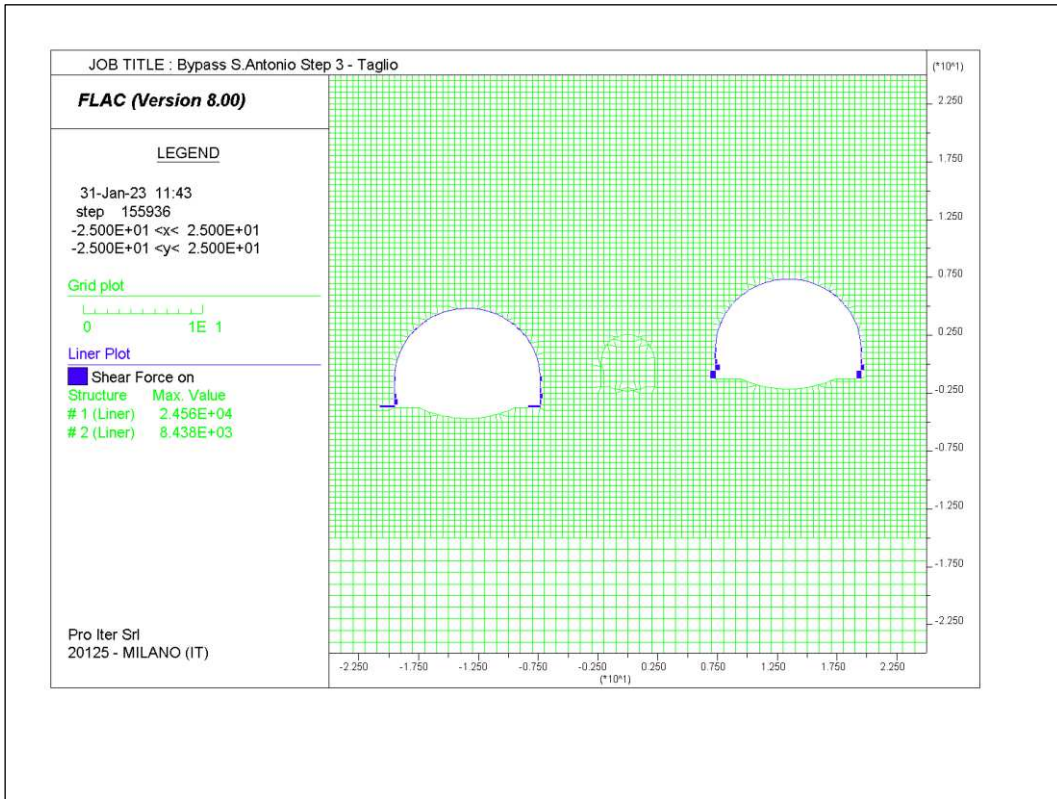 JOB TITLE : Bypass S.Antonio Step 3 - Taglio
(*10^1)
FLAC (Version 8.00)
LEGEND
31-Jan-23 11:43
step 155936
-2.500E+01 <x< 2.500E+01
-2.500E+01 <y< 2.500E+01
Grid plot
0 1E 1
Liner Plot
Shear Force on
Structure Max. Value
# 1 (Liner) 2.456E+04
# 2 (Liner) 8.438E+03
Pro Iter Srl
20125 - MILANO (IT)
2.250
1.750
1.250
0.750
0.250
-0.250
-0.750
-1.250
-1.750
-2.250
-2.250 -1.750 -1.250 -0.750 -0.250 0.250 0.750 1.250 1.750 2.250
(*10^1)